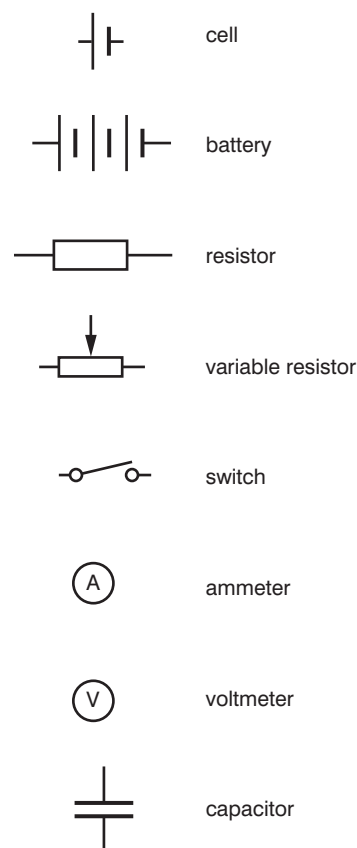 cell
battery
resistor
variable resistor
switch
A
ammeter
V
voltmeter
capacitor